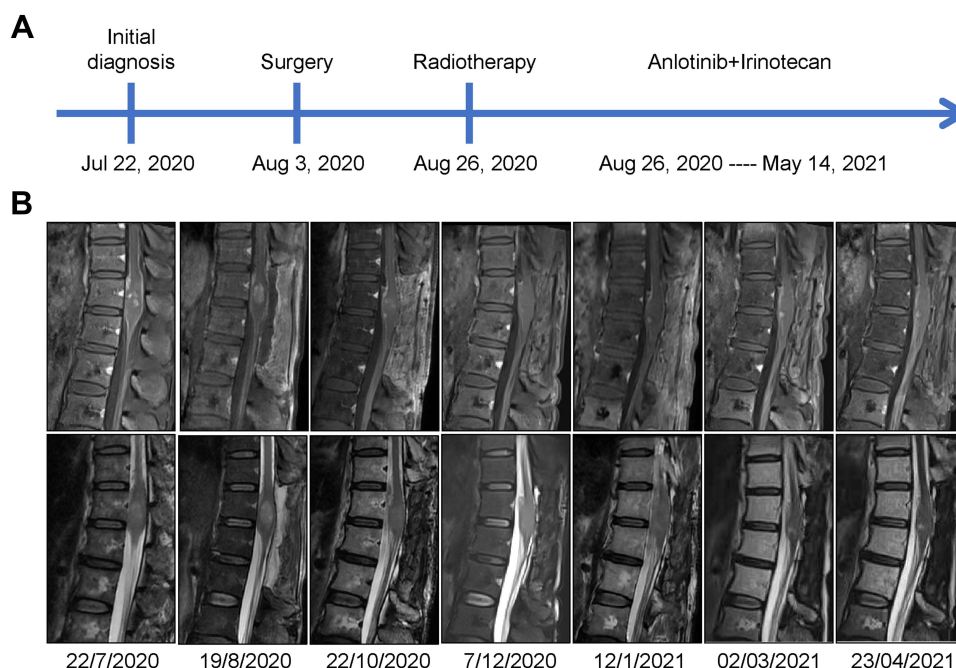 A
Initial
diagnosis
Surgery
Radiotherapy
Anlotinib+Irinotecan
Jul 22, 2020
Aug 3, 2020
Aug 26, 2020
Aug 26, 2020 ---- May 14, 2021
B
22/7/2020
19/8/2020
22/10/2020
7/12/2020
12/1/2021
02/03/2021
23/04/2021